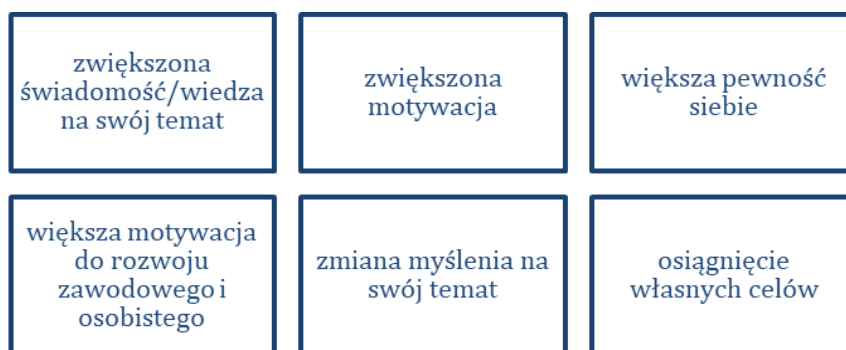 zwiększona
świadomość/wiedza
na swój temat
zwiększona
motywacja
większa pewność
siebie
większa motywacja
do rozwoju
zawodowego i
osobistego
zmiana myślenia na
swój temat
osiągnięcie
własnych celów